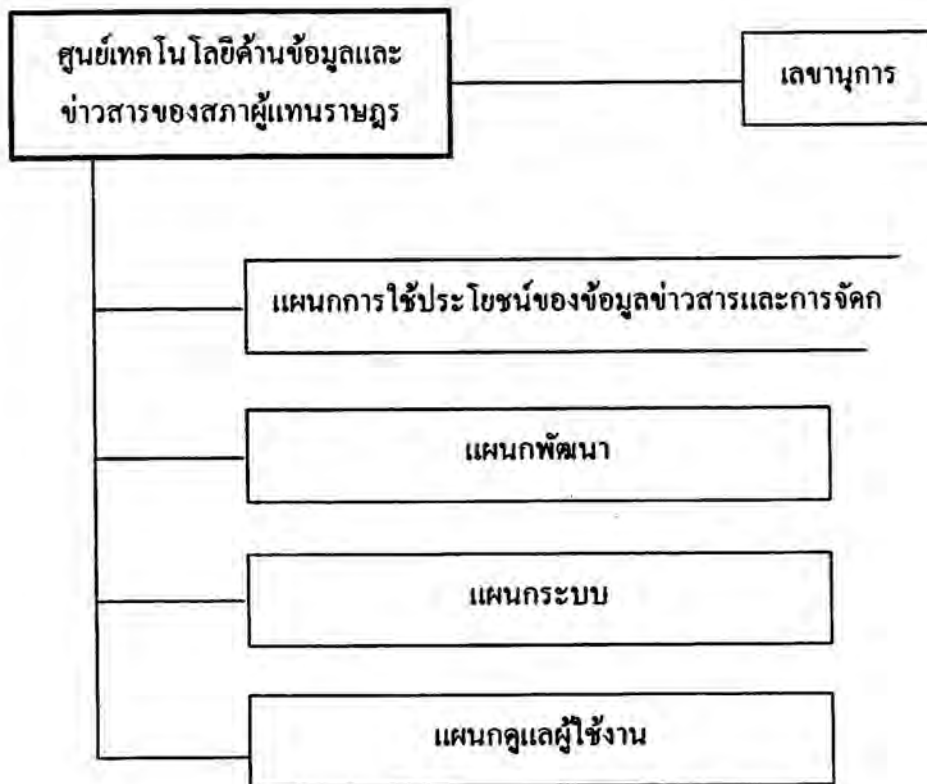 ศูนย์เทคโนโลยีด้านข้อมูลและ
ข่าวสารของสภาผู้แทนราษฎร
เลขานุการ
แผนกการใช้ประโยชน์ของข้อมูลข่าวสารและการจัดก
แผนกพัฒนา
แผนกระบบ
แผนกดูแลผู้ใช้งาน